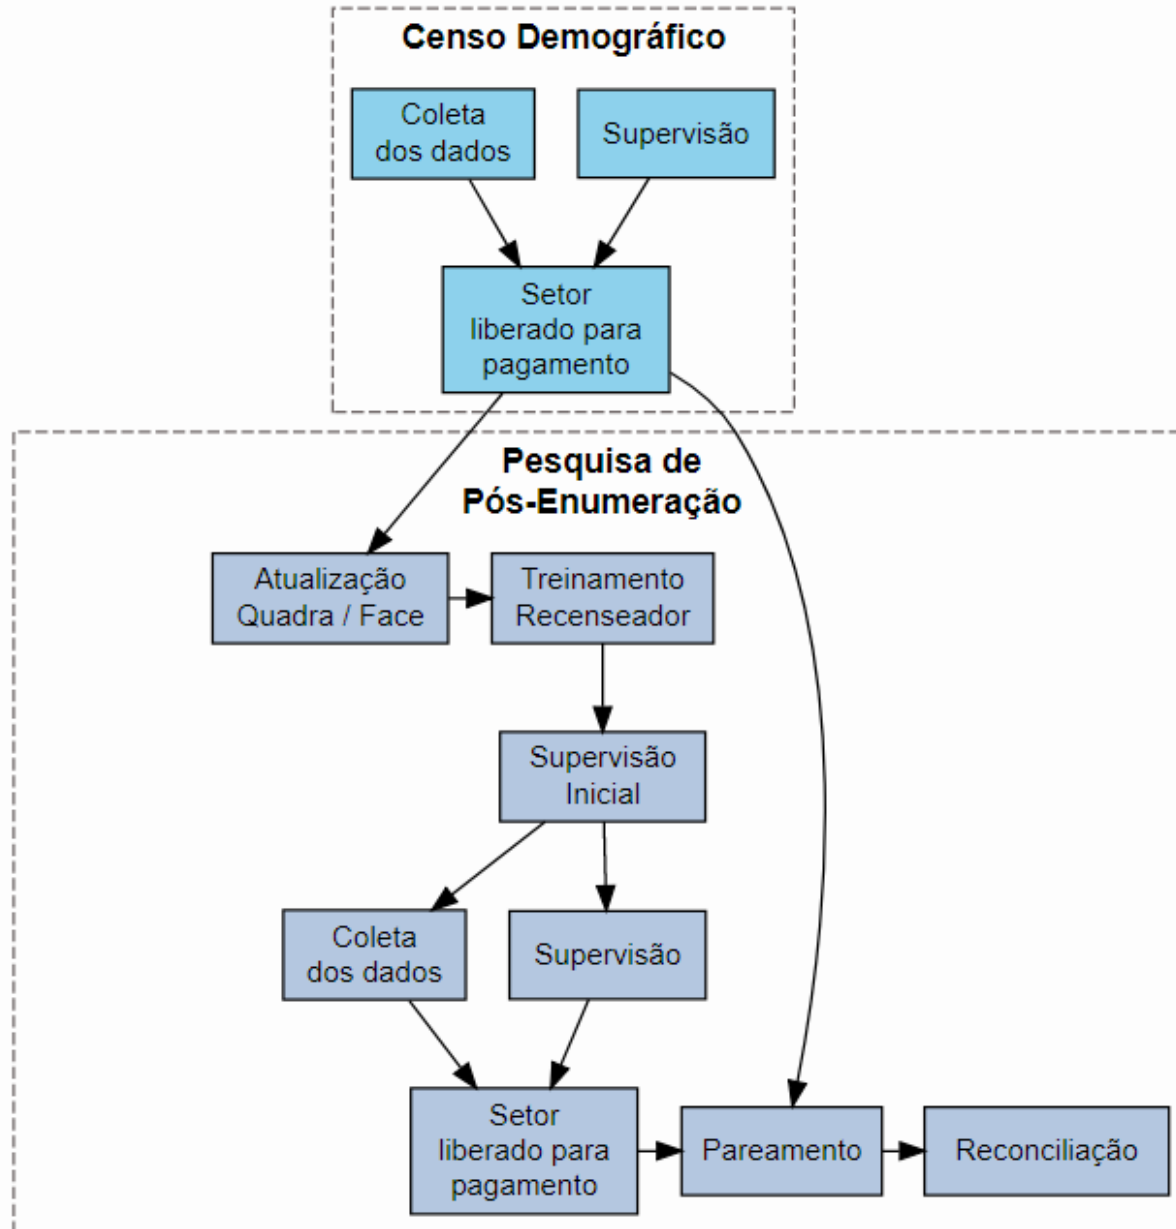 Censo Demográfico
Coleta
dos dados
Supervisão
Setor
liberado para
pagamento
Pesquisa de
Pós-Enumeração
Atualização
Quadra / Face
Treinamento
Recenseador
Supervisão
Inicial
Coleta
dos dados
Supervisão
Setor
liberado para
pagamento
Pareamento
Reconciliação